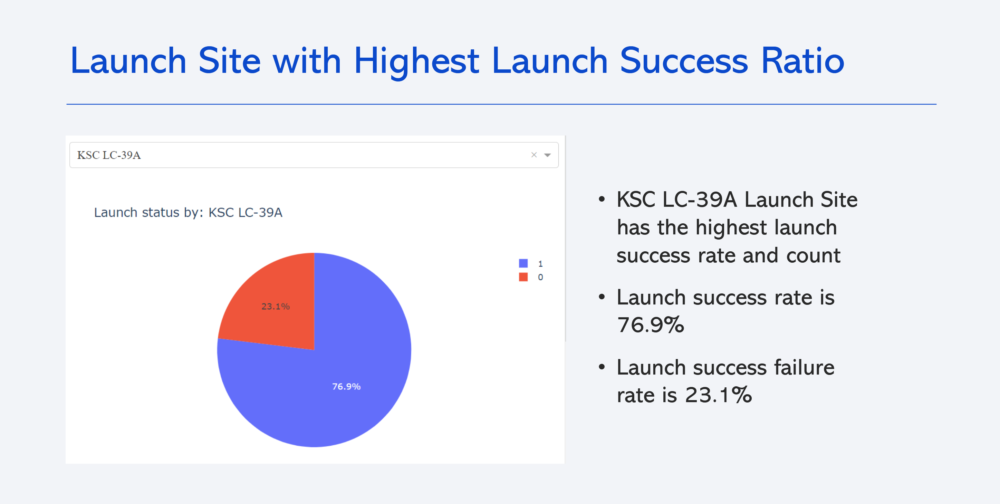 Launch Site with Highest Launch Success Ratio
KSC LC-39A
Launch status by: KSC LC-39A
1
0
23.1%
76.9%
• KSC LC-39A Launch Site
has the highest launch
success rate and count
• Launch success rate is
76.9%
• Launch success failure
rate is 23.1%